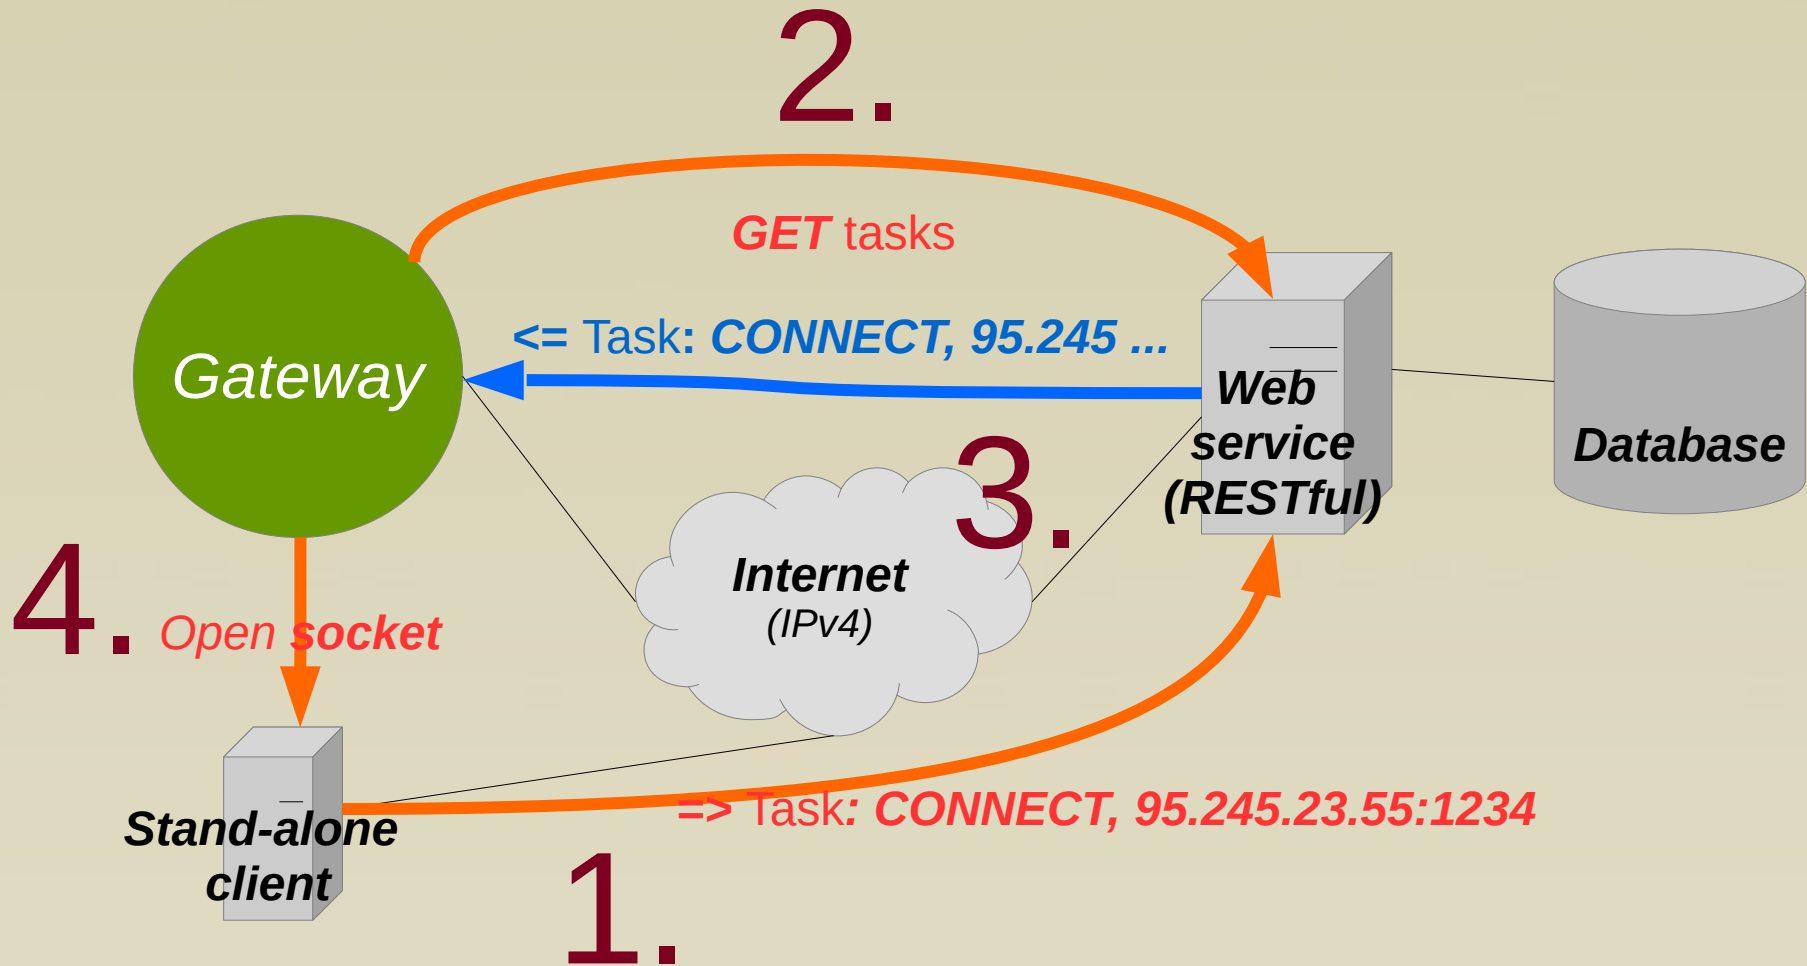 2.
GET tasks
<= Task: CONNECT, 95.245 ...
Gateway
Web
service
(RESTful)
Database
3.
Internet
(IPv4)
4.
Open socket
=> Task: CONNECT, 95.245.23.55:1234
Stand-alone
client
1.